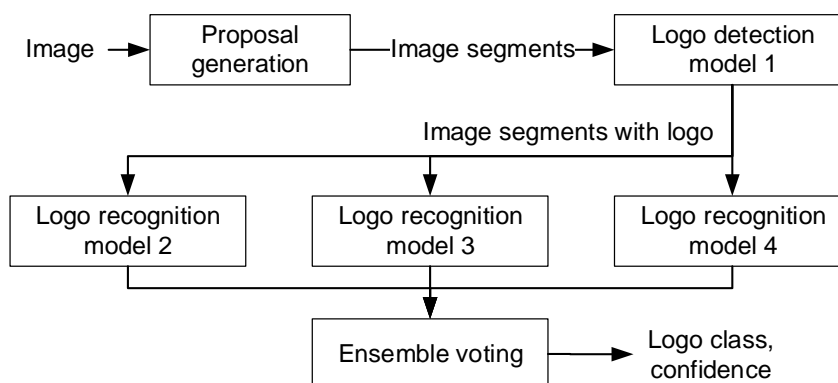 Image
Proposal
generation
Image segments
Logo detection
model 1
Image segments with logo
Logo recognition
model 2
Logo recognition
model 3
Logo recognition
model 4
Ensemble voting
Logo class,
confidence